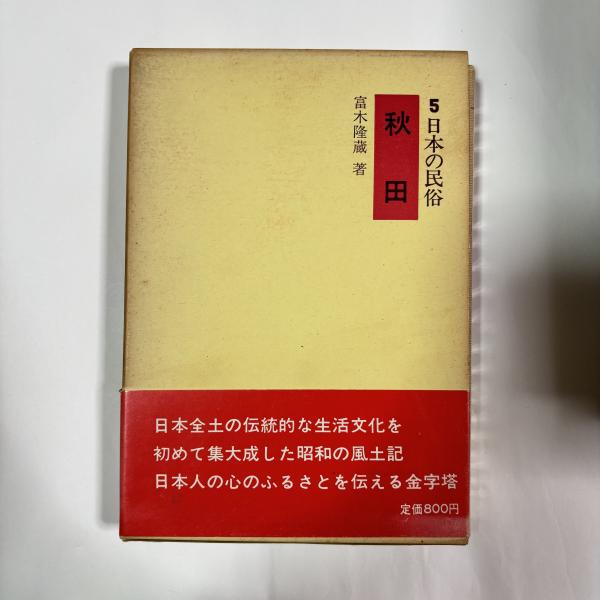 5 日本の民俗
秋田
富木隆蔵 著
日本全土の伝統的な生活文化を
初めて集大成した昭和の風土記
日本人の心のふるさとを伝える金字塔
定価800円